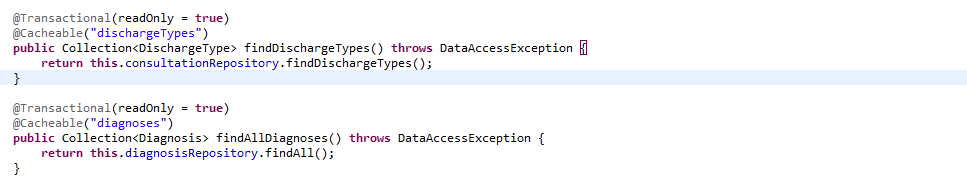 @Transactional(readOnly = true)
@Cacheable("dischargeTypes")
public Collection<DischargeType> findDischargeTypes() throws DataAccessException {
    return this.consultationRepository.findDischargeTypes();
}
@Transactional(readOnly = true)
@Cacheable("diagnoses")
public Collection<Diagnosis> findAllDiagnoses() throws DataAccessException {
    return this.diagnosisRepository.findAll();
}